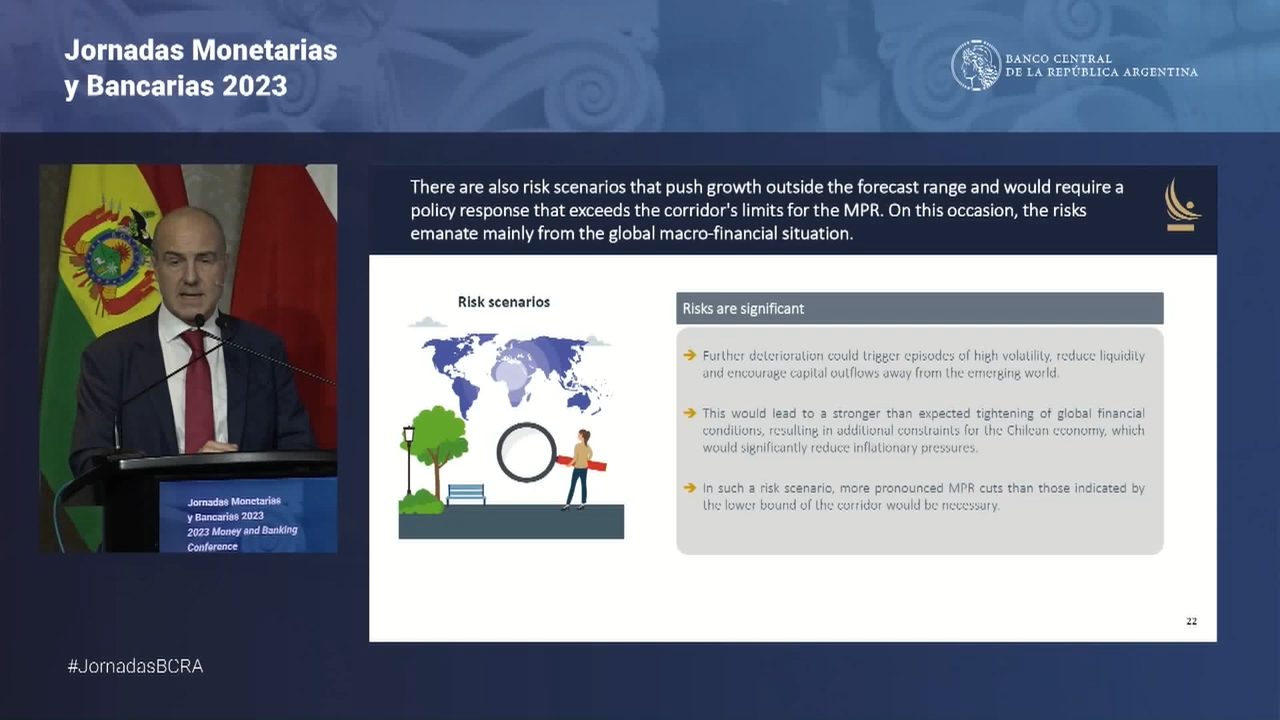 Jornadas Monetarias
y Bancarias 2023
BANCO CENTRAL
DE LA REPÚBLICA ARGENTINA
There are also risk scenarios that push growth outside the forecast range and would require a
policy response that exceeds the corridor's limits for the MPR. On this occasion, the risks
emanate mainly from the global macro-financial situation.
Risk scenarios
Risks are significant
Further deterioration could trigger episodes of high volatility, reduce liquidity
and encourage capital outflows away from the emerging world.
This would lead to a stronger than expected tightening of global financial
conditions, resulting in additional constraints for the Chilean economy, which
would significantly reduce inflationary pressures.
In such a risk scenario, more pronounced MPR cuts than those indicated by
the lower bound of the corridor would be necessary.
22
Jornadas Monetarias
y Bancarias 2023
2023 Money and Banking
Conference
#JornadasBCRA